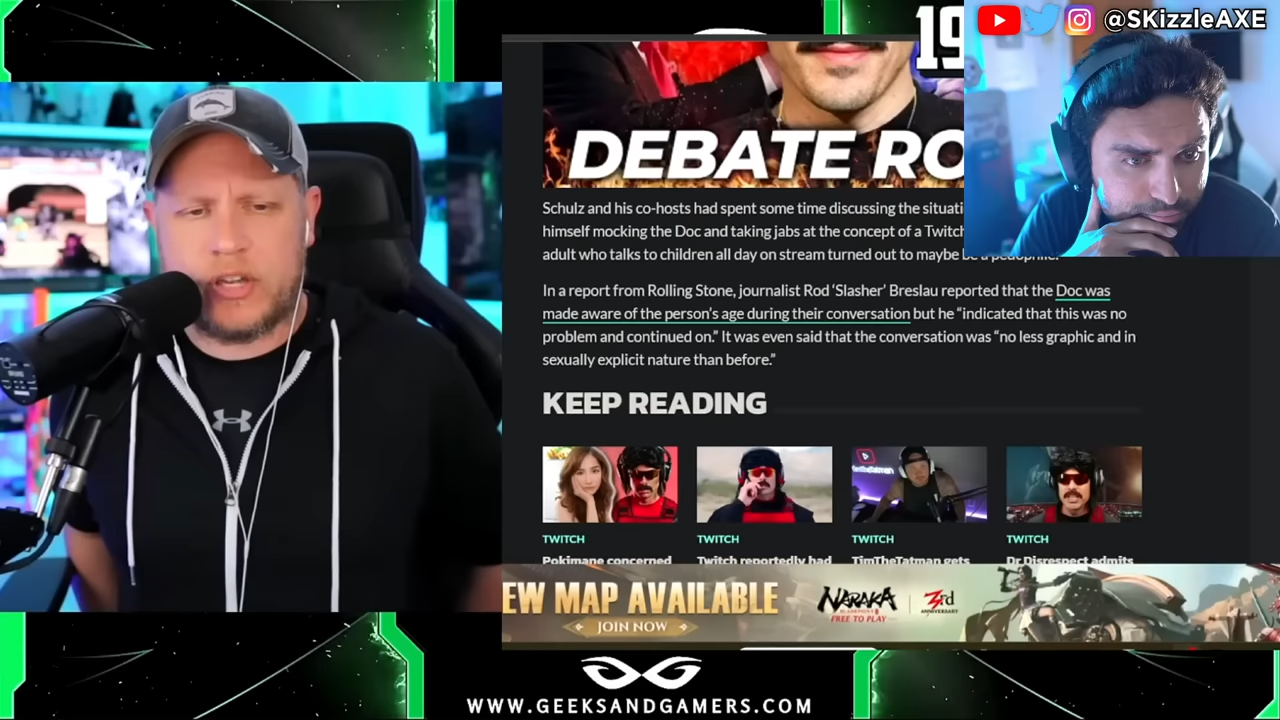 @SKizzleAXE
19
DEBATE RO
Schulz and his co-hosts had spent some time discussing the situati
himself mocking the Doc and taking jabs at the concept of a Twitch
adult who talks to children all day on stream turned out to maybe be a pedophile.
In a report from Rolling Stone, journalist Rod ‘Slasher’ Breslau reported that the Doc was
made aware of the person’s age during their conversation but he “indicated that this was no
problem and continued on.” It was even said that the conversation was “no less graphic and in
sexually explicit nature than before.”
KEEP READING
TWITCH
TWITCH
TWITCH
TWITCH
Pokimane concerned
Twitch reportedly had
TimTheTatman gets
Dr Disrespect admits
EW MAP AVAILABLE
JOIN NOW
NARAKA
BLADEPOINT
FREE TO PLAY
3rd
ANNIVERSARY
WWW.GEEKSANDGAMERS.COM